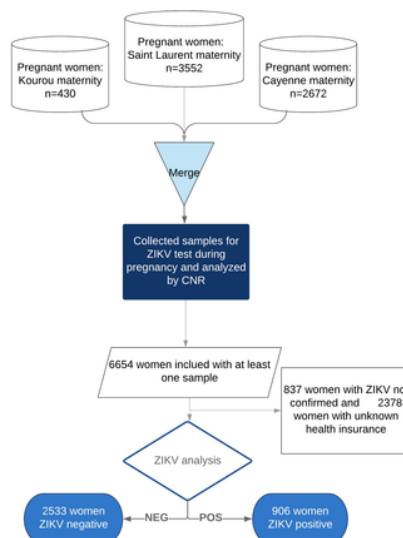 Pregnant women:
Kourou maternity
n=430
Pregnant women:
Saint Laurent maternity
n=3552
Pregnant women:
Cayenne maternity
n=2672
Merge
Collected samples for
ZIKV test during
pregnancy and analyzed
by CNR
6654 women inclued with at least
one sample
837 women with ZIKV no
confirmed and 2378
women with unknown
health insurance
ZIKV analysis
NEG
POS
2533 women
ZIKV negative
906 women
ZIKV positive